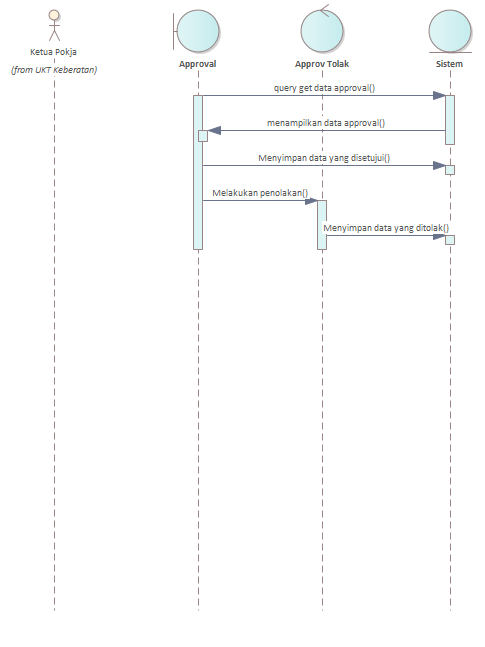 Ketua Pokja
(from UKT Keberatan)
Approval
Approv Tolak
Sistem
query get data approval()
menampilkan data approval()
Menyimpan data yang disetujui()
Melakukan penolakan()
Menyimpan data yang ditolak()